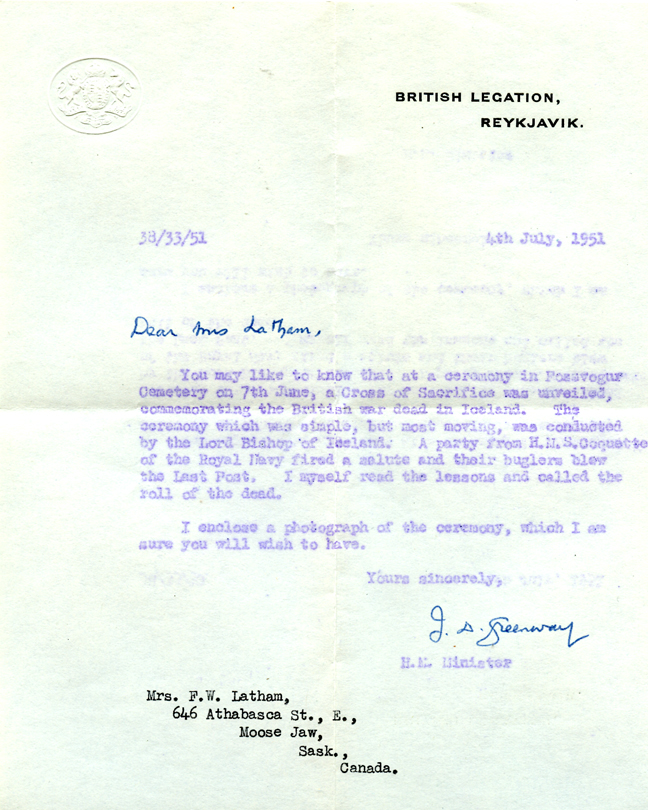 BRITISH LEGATION,
REYKJAVIK.
38/33/51 4th July, 1951
Dear Mrs Latham,
You may like to know that at a ceremony in Fossvogur
Cemetery on 7th June, a Cross of Sacrifice was unveiled,
commemorating the British war dead in Iceland. The
ceremony which was simple, but most moving, was conducted
by the Lord Bishop of Iceland. A party from H.M.S.Coquette
of the Royal Navy fired a salute and their buglers blew
the Last Post. I myself read the lessons and called the
roll of the dead.
I enclose a photograph of the ceremony, which I am
sure you will wish to have.
Yours sincerely,
J. D. Greenway
H.M. Minister
Mrs. F.W. Latham,
646 Athabasca St., E.,
Moose Jaw,
Sask.,
Canada.